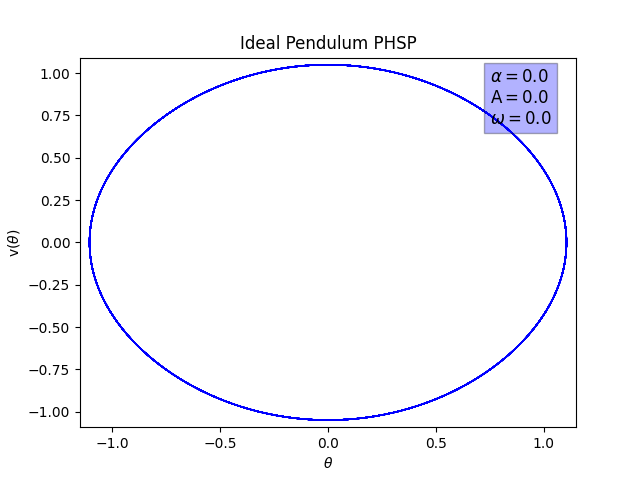 Ideal Pendulum PHSP
α = 0.0
A = 0.0
ω = 0.0
1.00
0.75
0.50
0.25
0.00
−0.25
−0.50
−0.75
−1.00
v(θ)
−1.0 −0.5 0.0 0.5 1.0
θ